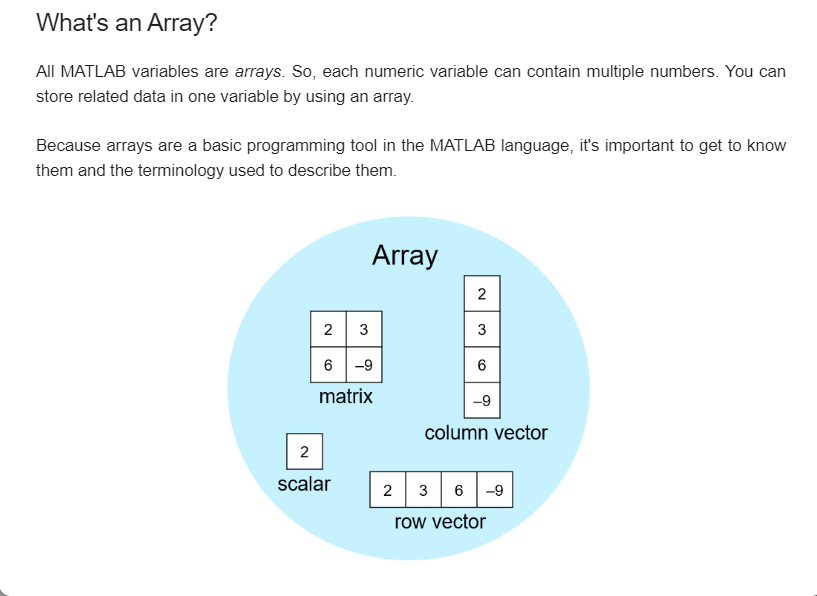 What's an Array?
All MATLAB variables are arrays. So, each numeric variable can contain multiple numbers. You can
store related data in one variable by using an array.
Because arrays are a basic programming tool in the MATLAB language, it's important to get to know
them and the terminology used to describe them.
Array
2 3
6 –9
matrix
2
3
6
–9
column vector
2
scalar
2 3 6 –9
row vector